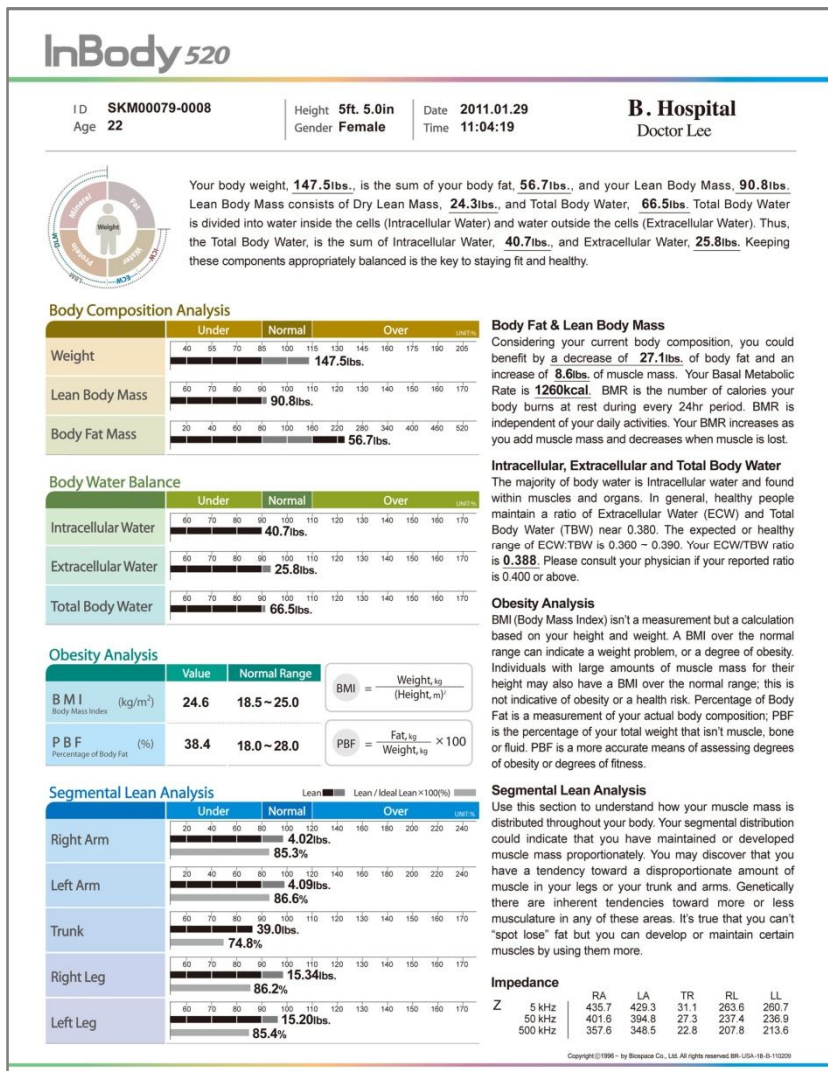 InBody 520
ID SKM00079-0008
Age 22
Height 5ft. 5.0in
Gender Female
Date 2011.01.29
Time 11:04:19
B. Hospital
Doctor Lee
Mineral
Fat
Protein
Water
Weight
TBW
LBM
ECW
ICW
Your body weight, 147.5lbs., is the sum of your body fat, 56.7lbs., and your Lean Body Mass, 90.8lbs.
Lean Body Mass consists of Dry Lean Mass, 24.3lbs., and Total Body Water, 66.5lbs. Total Body Water
is divided into water inside the cells (Intracellular Water) and water outside the cells (Extracellular Water). Thus,
the Total Body Water, is the sum of Intracellular Water, 40.7lbs., and Extracellular Water, 25.8lbs. Keeping
these components appropriately balanced is the key to staying fit and healthy.
Body Composition Analysis
Under Normal Over UNIT:%
Weight
40 55 70 85 100 115 130 145 160 175 190 205
147.5lbs.
Lean Body Mass
60 70 80 90 100 110 120 130 140 150 160 170
90.8lbs.
Body Fat Mass
20 40 60 80 100 160 220 280 340 400 460 520
56.7lbs.
Body Water Balance
Under Normal Over UNIT:%
Intracellular Water
60 70 80 90 100 110 120 130 140 150 160 170
40.7lbs.
Extracellular Water
60 70 80 90 100 110 120 130 140 150 160 170
25.8lbs.
Total Body Water
60 70 80 90 100 110 120 130 140 150 160 170
66.5lbs.
Obesity Analysis
Value Normal Range
BMI (kg/m²) 24.6 18.5 ~ 25.0
Body Mass Index
PBF (%) 38.4 18.0 ~ 28.0
Percentage of Body Fat
BMI = Weight, kg / (Height, m)²
PBF = Fat, kg / Weight, kg × 100
Segmental Lean Analysis
Lean Lean / Ideal Lean ×100(%)
Under Normal Over UNIT:%
Right Arm
20 40 60 80 100 120 140 160 180 200 220 240
4.02lbs.
85.3%
Left Arm
20 40 60 80 100 120 140 160 180 200 220 240
4.09lbs.
86.6%
Trunk
60 70 80 90 100 110 120 130 140 150 160 170
39.0lbs.
74.8%
Right Leg
60 70 80 90 100 110 120 130 140 150 160 170
15.34lbs.
86.2%
Left Leg
60 70 80 90 100 110 120 130 140 150 160 170
15.20lbs.
85.4%
Body Fat & Lean Body Mass
Considering your current body composition, you could
benefit by a decrease of 27.1lbs. of body fat and an
increase of 8.6lbs. of muscle mass. Your Basal Metabolic
Rate is 1260kcal. BMR is the number of calories your
body burns at rest during every 24hr period. BMR is
independent of your daily activities. Your BMR increases as
you add muscle mass and decreases when muscle is lost.
Intracellular, Extracellular and Total Body Water
The majority of body water is Intracellular water and found
within muscles and organs. In general, healthy people
maintain a ratio of Extracellular Water (ECW) and Total
Body Water (TBW) near 0.380. The expected or healthy
range of ECW:TBW is 0.360 ~ 0.390. Your ECW/TBW ratio
is 0.388. Please consult your physician if your reported ratio
is 0.400 or above.
Obesity Analysis
BMI (Body Mass Index) isn't a measurement but a calculation
based on your height and weight. A BMI over the normal
range can indicate a weight problem, or a degree of obesity.
Individuals with large amounts of muscle mass for their
height may also have a BMI over the normal range; this is
not indicative of obesity or a health risk. Percentage of Body
Fat is a measurement of your actual body composition; PBF
is the percentage of your total weight that isn't muscle, bone
or fluid. PBF is a more accurate means of assessing degrees
of obesity or degrees of fitness.
Segmental Lean Analysis
Use this section to understand how your muscle mass is
distributed throughout your body. Your segmental distribution
could indicate that you have maintained or developed
muscle mass proportionately. You may discover that you
have a tendency toward a disproportionate amount of
muscle in your legs or your trunk and arms. Genetically
there are inherent tendencies toward more or less
musculature in any of these areas. It's true that you can't
"spot lose" fat but you can develop or maintain certain
muscles by using them more.
Impedance
RA LA TR RL LL
Z 5 kHz 435.7 429.3 31.1 263.6 260.7
50 kHz 401.6 394.8 27.3 237.4 236.9
500 kHz 357.6 348.5 22.8 207.8 213.6
Copyright©1996~ by Biospace Co., Ltd. All rights reserved. BR-USA-18-B-110209